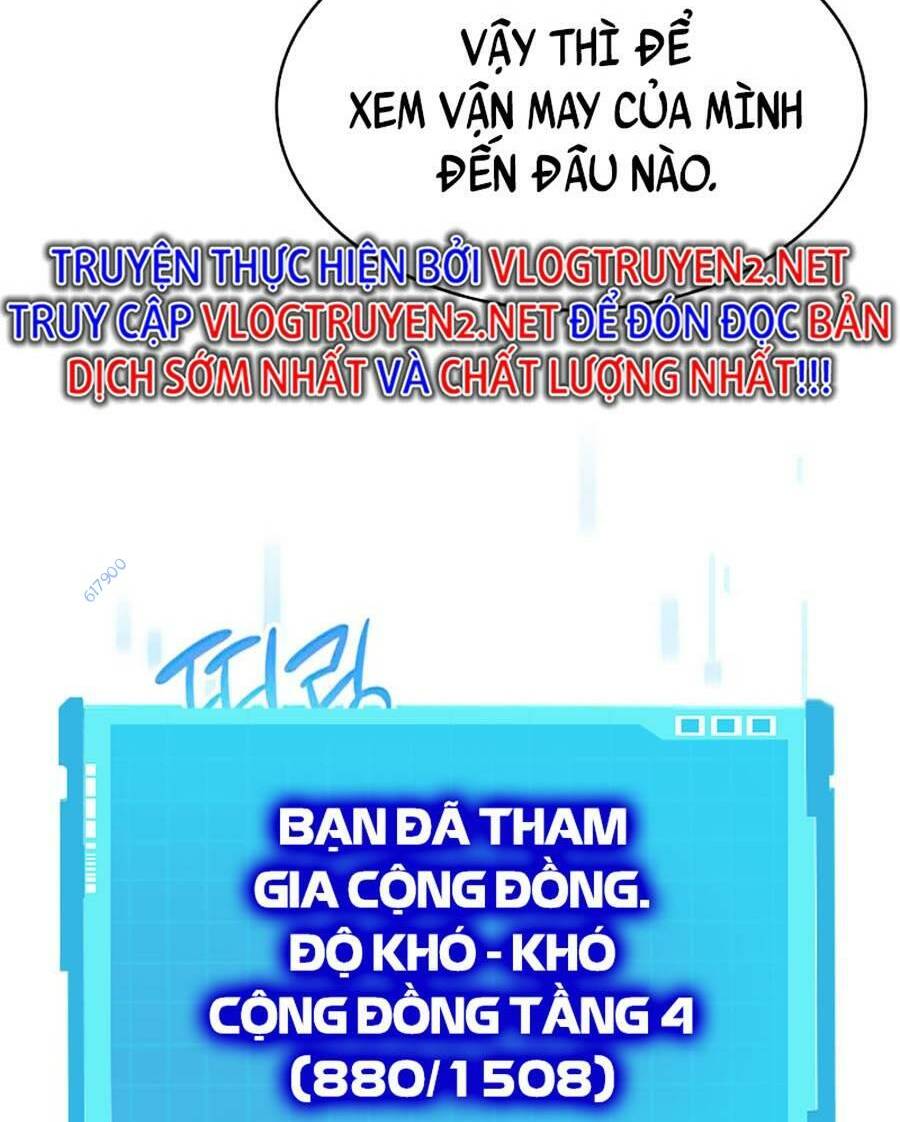 VẬY THÌ ĐỂ
XEM VẬN MAY CỦA MÌNH
ĐẾN ĐÂU NÀO.
TRUYỆN THỰC HIỆN BỞI VLOGTRUYEN2.NET
TRUY CẬP VLOGTRUYEN2.NET ĐỂ ĐÓN ĐỌC BẢN
DỊCH SỚM NHẤT VÀ CHẤT LƯỢNG NHẤT!!!
617900
띠링
BẠN ĐÃ THAM
GIA CỘNG ĐỒNG.
ĐỘ KHÓ - KHÓ
CỘNG ĐỒNG TẦNG 4
(880/1508)